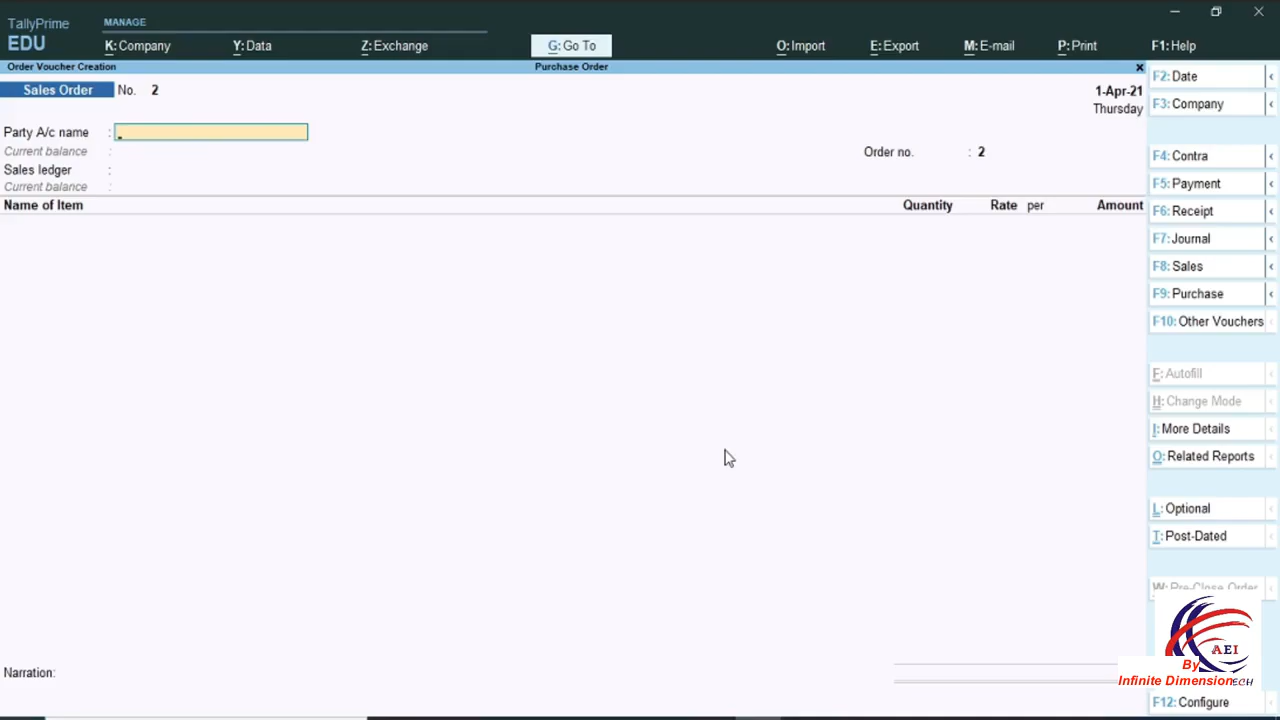 TallyPrime
EDU
MANAGE
K: Company
Y: Data
Z: Exchange
G: Go To
O: Import
E: Export
M: E-mail
P: Print
F1: Help
Order Voucher Creation
Purchase Order
x
Sales Order No. 2
1-Apr-21
Thursday
Party A/c name :
Current balance :
Order no. : 2
Sales ledger :
Current balance :
Name of Item Quantity Rate per Amount
F2: Date
F3: Company
F4: Contra
F5: Payment
F6: Receipt
F7: Journal
F8: Sales
F9: Purchase
F10: Other Vouchers
F: Autofill
H: Change Mode
I: More Details
O: Related Reports
L: Optional
T: Post-Dated
W: Pre-Close Order
Narration:
AEI
By
Infinite Dimension
ECH
F12: Configure